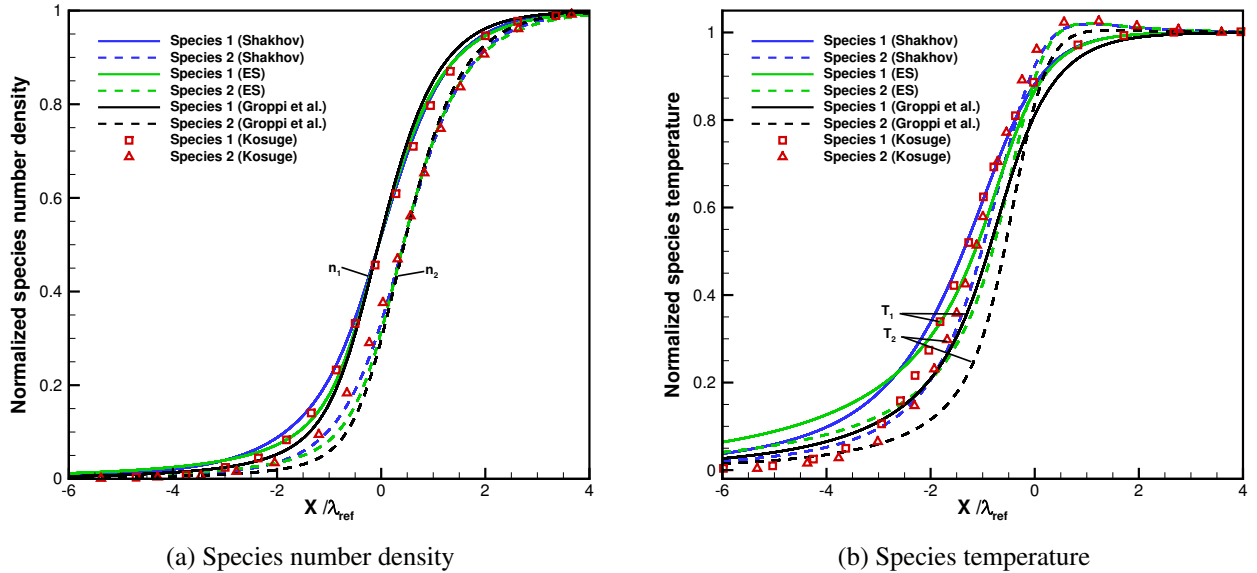 Normalized species number density
1
0.8
0.6
0.4
0.2
0
-6
-4
-2
0
2
4
X /λref
Species 1 (Shakhov)
Species 2 (Shakhov)
Species 1 (ES)
Species 2 (ES)
Species 1 (Groppi et al.)
Species 2 (Groppi et al.)
Species 1 (Kosuge)
Species 2 (Kosuge)
n1
n2
(a) Species number density
Normalized species temperature
1
0.8
0.6
0.4
0.2
0
-6
-4
-2
0
2
4
X /λref
Species 1 (Shakhov)
Species 2 (Shakhov)
Species 1 (ES)
Species 2 (ES)
Species 1 (Groppi et al.)
Species 2 (Groppi et al.)
Species 1 (Kosuge)
Species 2 (Kosuge)
T1
T2
(b) Species temperature